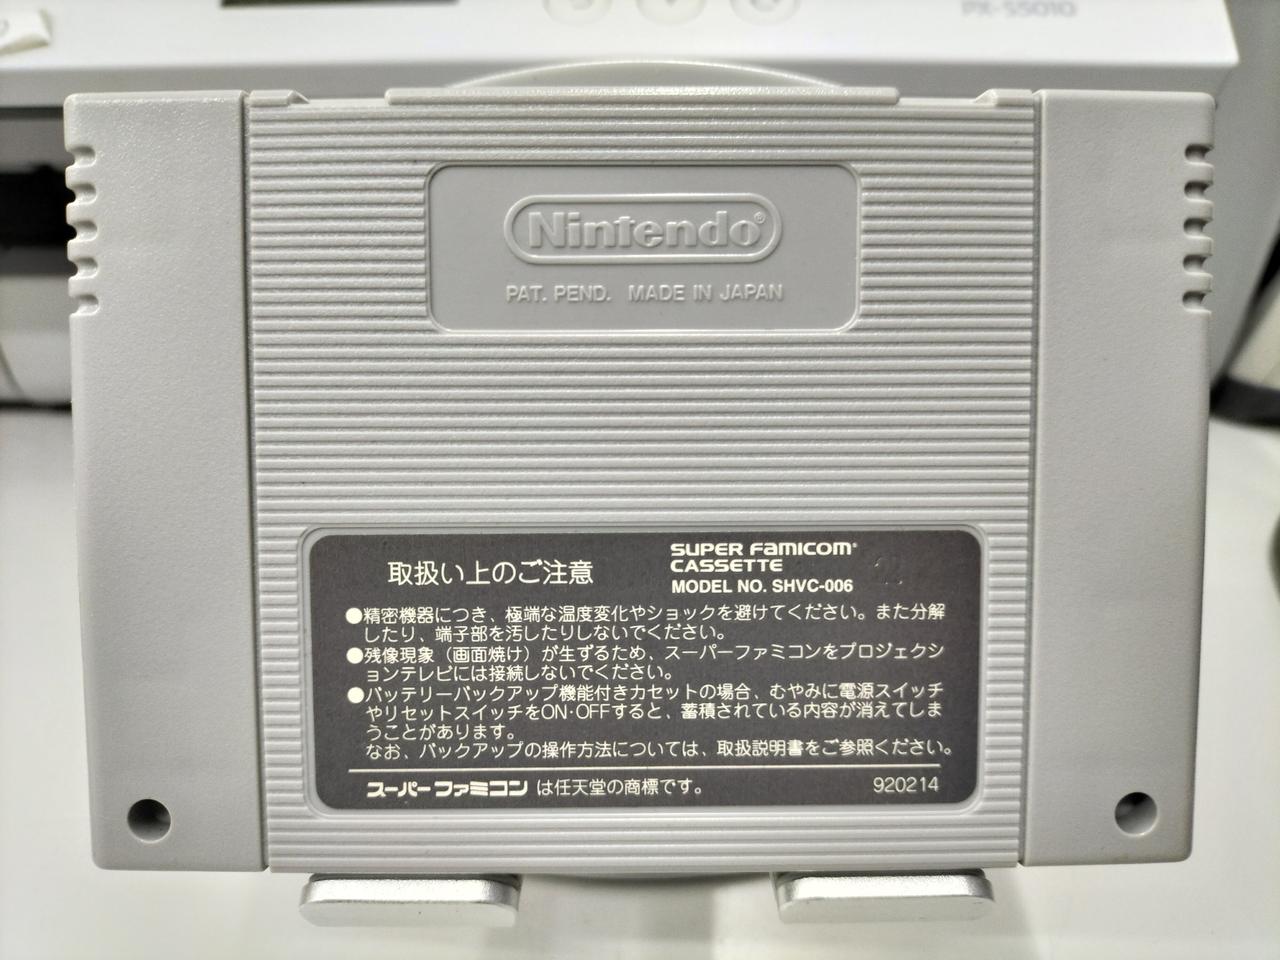 PX-S5010
Nintendo®
PAT. PEND. MADE IN JAPAN
取扱い上のご注意
SUPER FAMICOM®
CASSETTE
MODEL NO. SHVC-006
●精密機器につき、極端な温度変化やショックを避けてください。また分解
したり、端子部を汚したりしないでください。
●残像現象(画面焼け)が生ずるため、スーパーファミコンをプロジェクシ
ョンテレビには接続しないでください。
●バッテリーバックアップ機能付きカセットの場合、むやみに電源スイッチ
やリセットスイッチをON·OFFすると、蓄積されている内容が消えてしま
うことがあります。
なお、バックアップの操作方法については、取扱説明書をご参照ください。
スーパーファミコン は任天堂の商標です。
920214